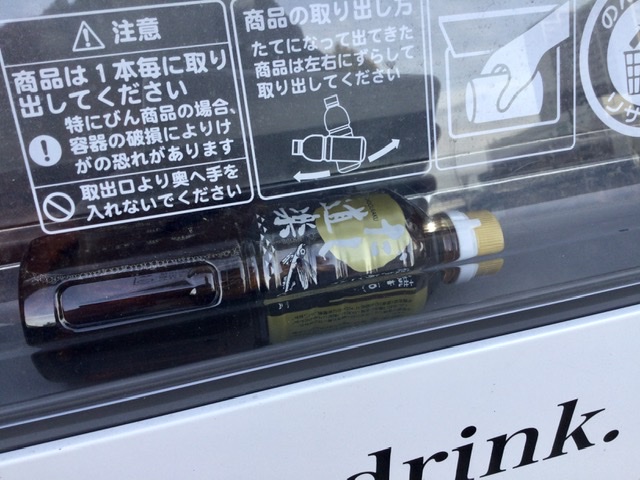 注意
商品は1本毎に取り
出してください
特にびん商品の場合、
容器の破損によりけ
がの恐れがあります
取出口より奥へ手を
入れないでください
商品の取り出し方
たてになって出てきた
商品は左右にずらして
取り出してください
だし
道楽
drink.